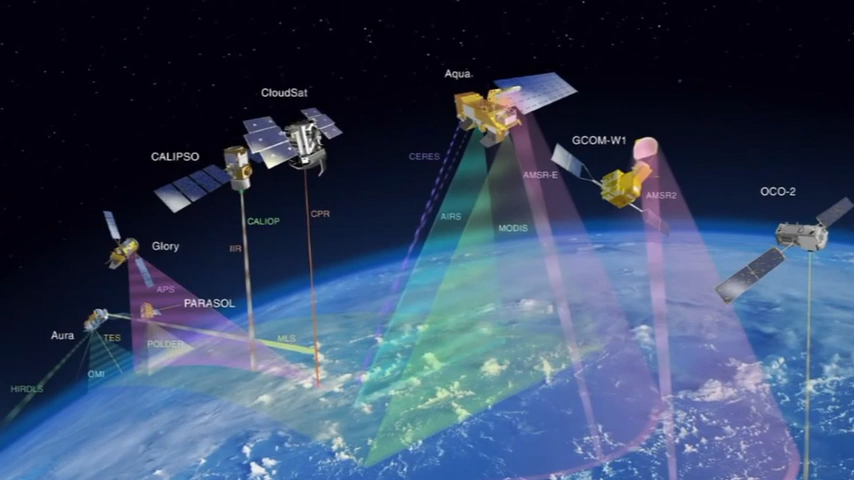 Aqua
CloudSat
GCOM-W1
CALIPSO
CERES
AMSR-E
OCO-2
AMSR2
CPR
CALIOP
AIRS
MODIS
IIR
Glory
APS
PARASOL
Aura
TES
POLDER
MLS
OMI
HIRDLS